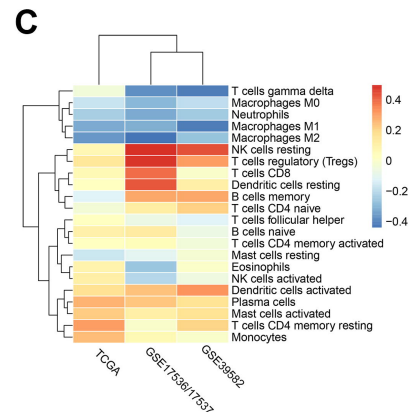 C
T cells gamma delta
Macrophages M0
Neutrophils
Macrophages M1
Macrophages M2
NK cells resting
T cells regulatory (Tregs)
T cells CD8
Dendritic cells resting
B cells memory
T cells CD4 naive
T cells follicular helper
B cells naive
T cells CD4 memory activated
Mast cells resting
Eosinophils
NK cells activated
Dendritic cells activated
Plasma cells
Mast cells activated
T cells CD4 memory resting
Monocytes
0.4
0.2
0
−0.2
−0.4
TCGA
GSE17536/17537
GSE39582